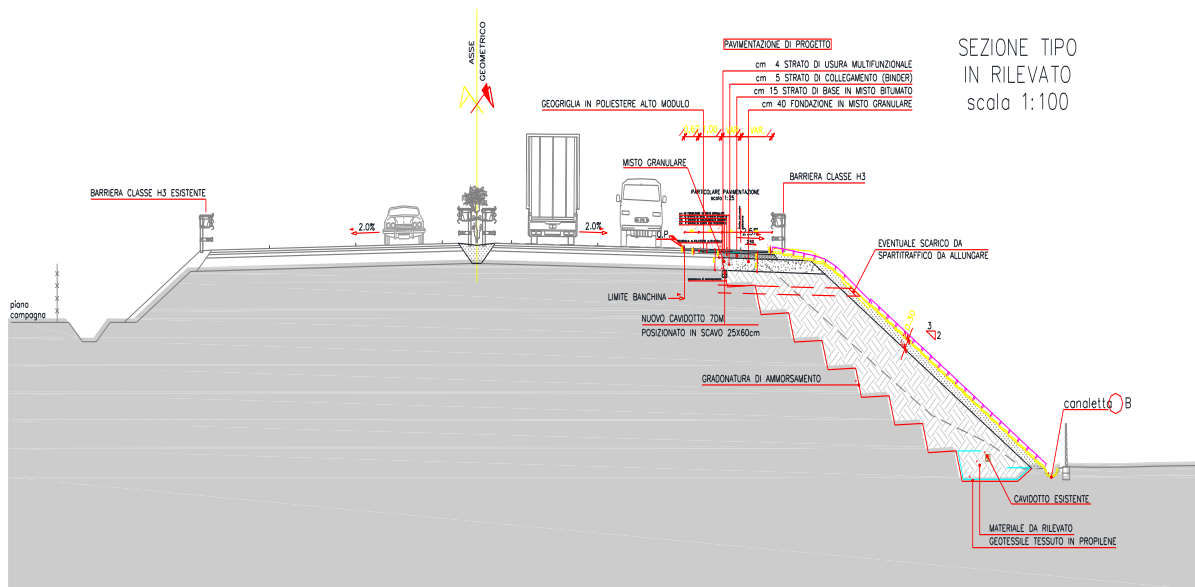 SEZIONE TIPO
IN RILEVATO
scala 1:100
ASSE
GEOMETRICO
PAVIMENTAZIONE DI PROGETTO
cm 4 STRATO DI USURA MULTIFUNZIONALE
cm 5 STRATO DI COLLEGAMENTO (BINDER)
cm 15 STRATO DI BASE IN MISTO BITUMATO
cm 40 FONDAZIONE IN MISTO GRANULARE
GEOGRIGLIA IN POLIESTERE ALTO MODULO
MISTO GRANULARE
PARTICOLARE PAVIMENTAZIONE
scala 1:25
BARRIERA CLASSE H3
BARRIERA CLASSE H3 ESISTENTE
2.0%
2.0%
EVENTUALE SCARICO DA
SPARTITRAFFICO DA ALLUNGARE
piano
campagna
LIMITE BANCHINA
NUOVO CAVIDOTTO 7DM
POSIZIONATO IN SCAVO 25X60cm
3
2
GRADONATURA DI AMMORSAMENTO
canaletta B
CAVIDOTTO ESISTENTE
MATERIALE DA RILEVATO
GEOTESSILE TESSUTO IN PROPILENE